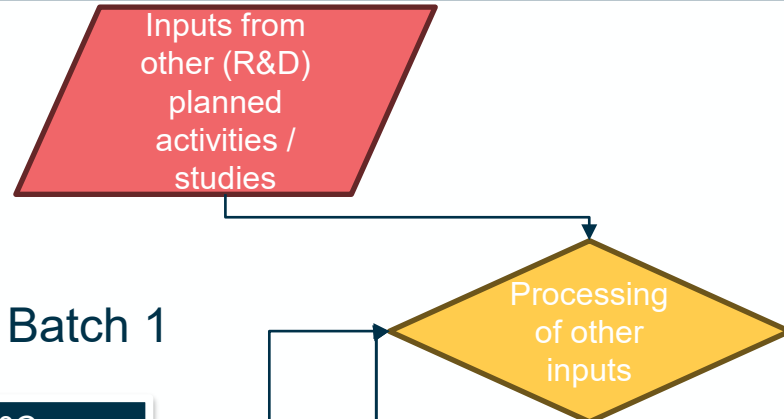 Inputs from
other (R&D)
planned
activities /
studies
Processing
of other
inputs
Batch 1